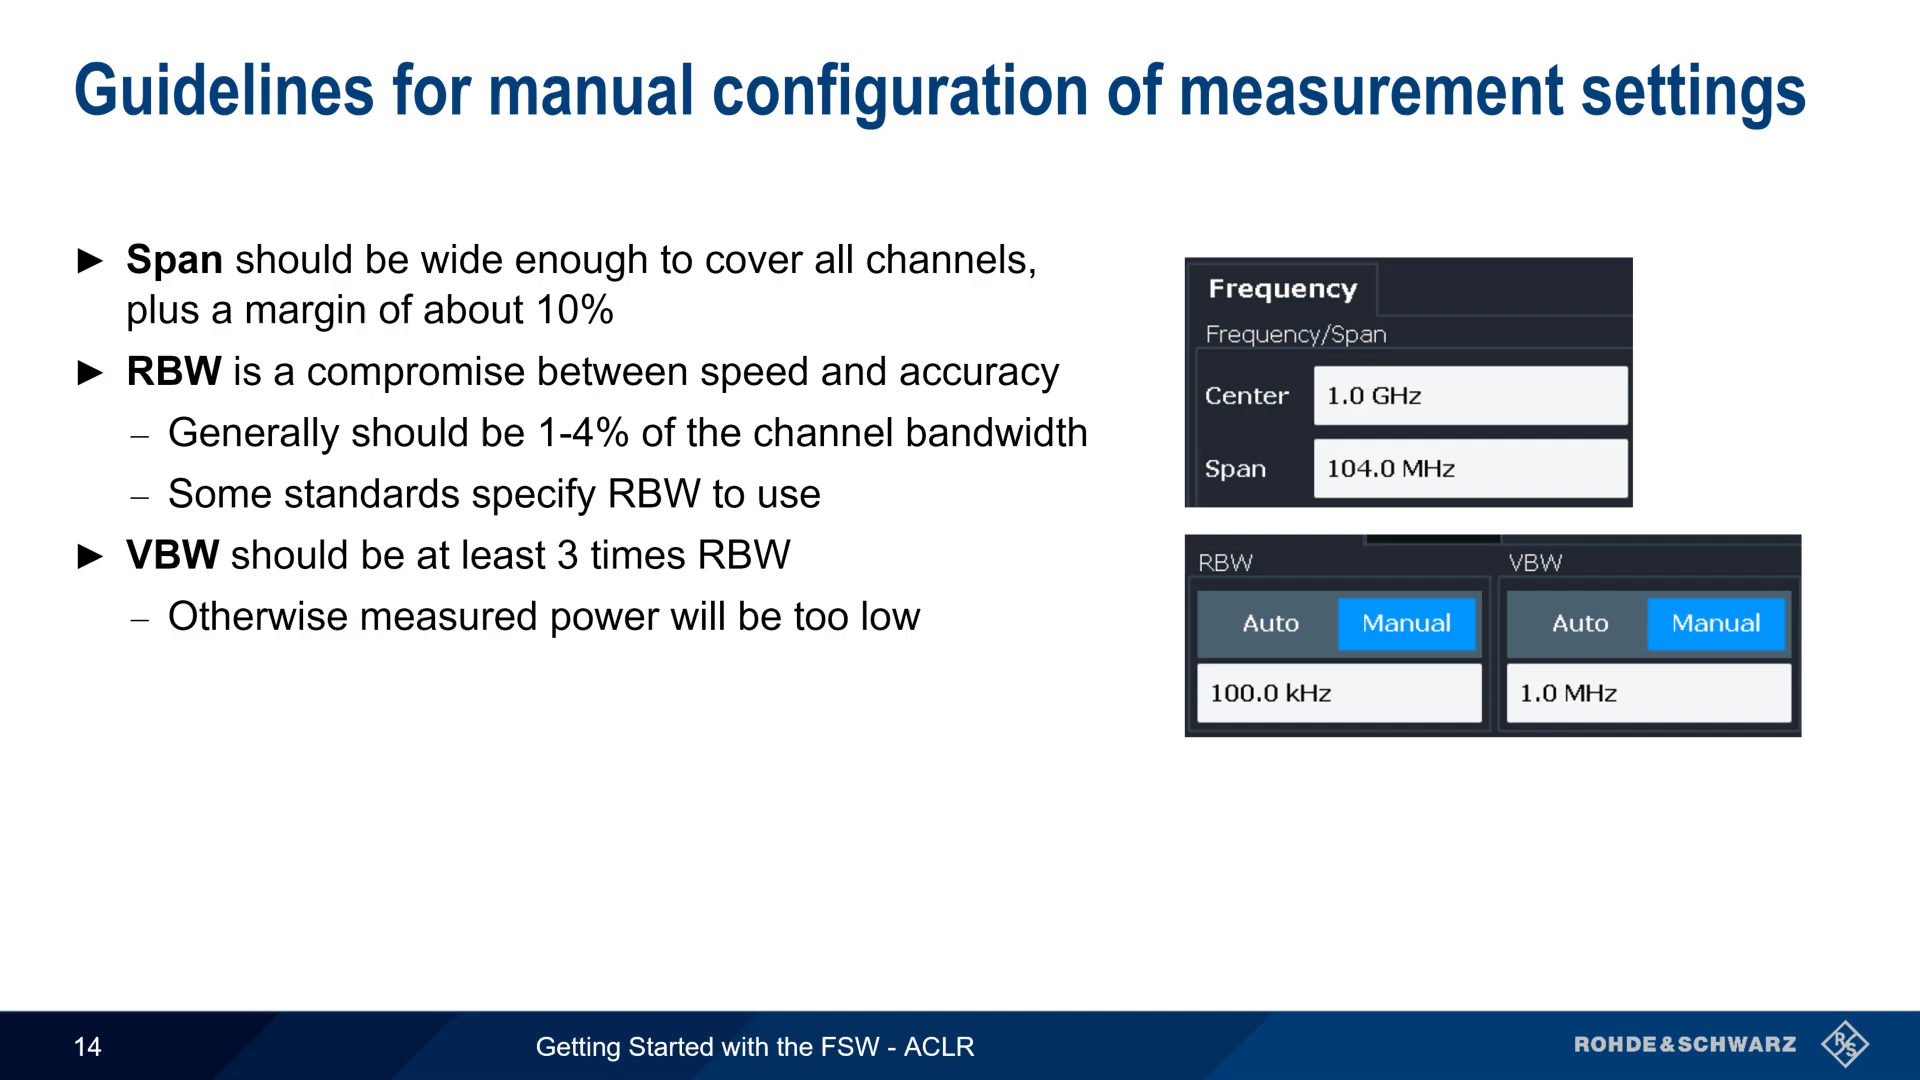 Guidelines for manual configuration of measurement settings
► Span should be wide enough to cover all channels,
plus a margin of about 10%
► RBW is a compromise between speed and accuracy
– Generally should be 1-4% of the channel bandwidth
– Some standards specify RBW to use
► VBW should be at least 3 times RBW
– Otherwise measured power will be too low
Frequency
Frequency/Span
Center 1.0 GHz
Span 104.0 MHz
RBW VBW
Auto Manual Auto Manual
100.0 kHz 1.0 MHz
14 Getting Started with the FSW - ACLR ROHDE&SCHWARZ R&S